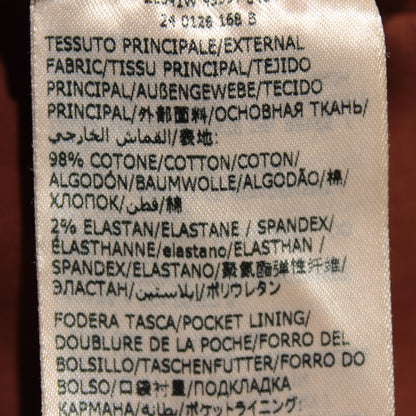 24 0126 168 B
TESSUTO PRINCIPALE/EXTERNAL
FABRIC/TISSU PRINCIPAL/TEJIDO
PRINCIPAL/AUßENGEWEBE/TECIDO
PRINCIPAL/外部面料/ОСНОВНАЯ ТКАНЬ/
القماش الخارجي/表地:
98% COTONE/COTTON/COTON/
ALGODÓN/BAUMWOLLE/ALGODÃO/棉/
ХЛОПОК/قطن/綿
2% ELASTAN/ELASTANE / SPANDEX/
ÉLASTHANNE/elastano/ELASTHAN /
SPANDEX/ELASTANO/聚氨酯弹性纤维/
ЭЛАСТАН/إيلاستين/ポリウレタン
FODERA TASCA/POCKET LINING/
DOUBLURE DE LA POCHE/FORRO DEL
BOLSILLO/TASCHENFUTTER/FORRO DO
BOLSO/口袋衬里/ПОДКЛАДКА
КАРМАНА/بطانة/ポケットライニング: